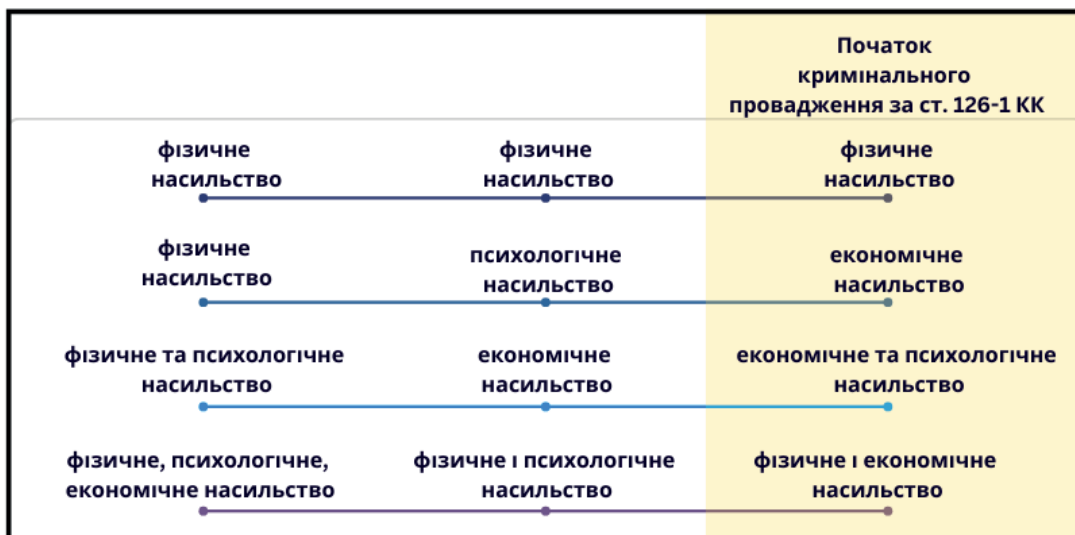 Початок
кримінального
провадження за ст. 126-1 КК
фізичне
насильство
фізичне
насильство
фізичне
насильство
фізичне
насильство
психологічне
насильство
економічне
насильство
фізичне та психологічне
насильство
економічне
насильство
економічне та психологічне
насильство
фізичне, психологічне,
економічне насильство
фізичне і психологічне
насильство
фізичне і економічне
насильство